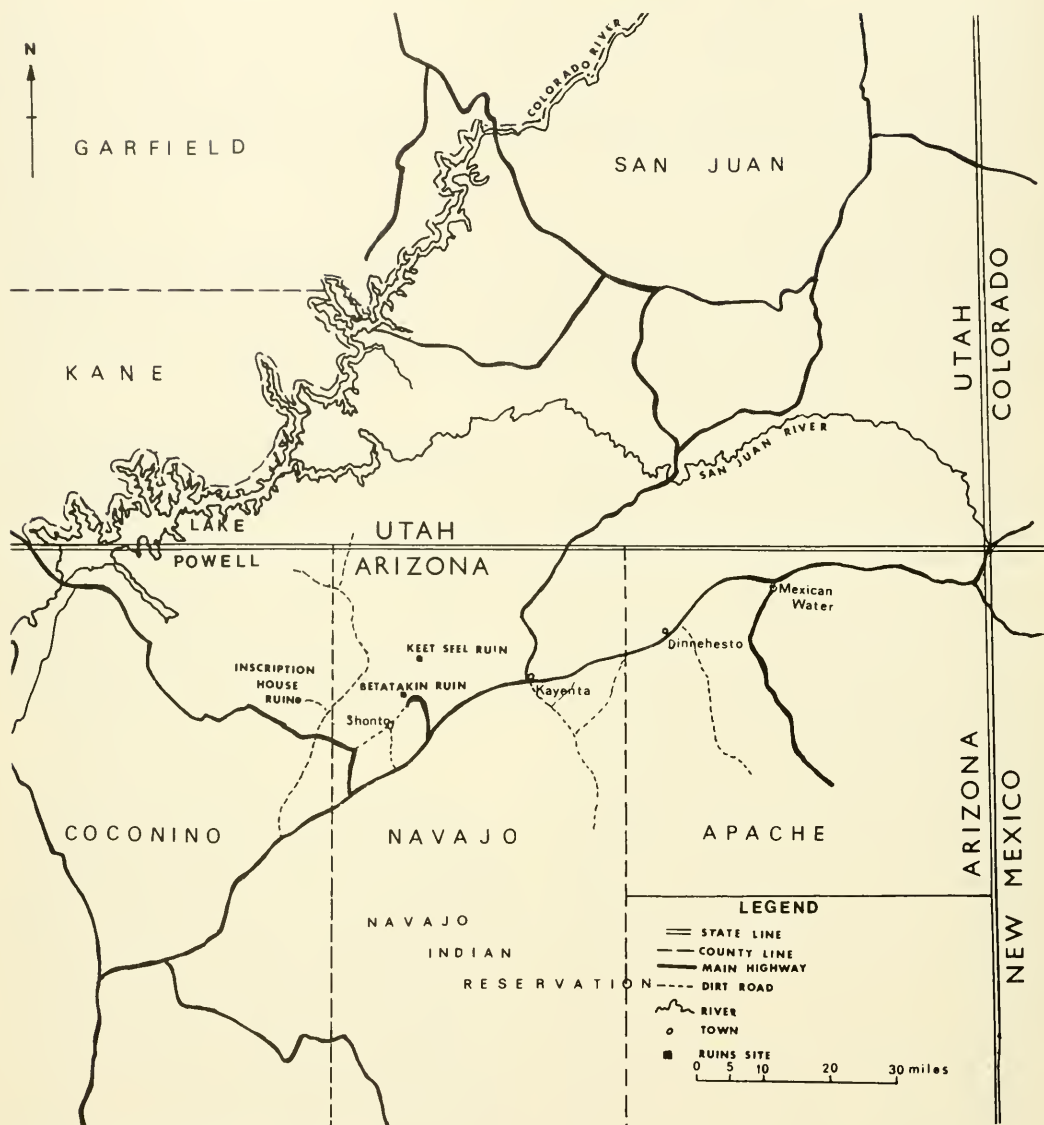 N
COLORADO RIVER
GARFIELD
SAN JUAN
UTAH
COLORADO
KANE
SAN JUAN RIVER
LAKE
POWELL
UTAH
ARIZONA
Mexican
Water
Dinnehesto
KEET SEEL RUIN
INSCRIPTION
HOUSE
RUIN
BETATAKIN RUIN
Kayenta
Shonto
COCONINO
NAVAJO
APACHE
ARIZONA
NEW MEXICO
NAVAJO
INDIAN
RESERVATION
LEGEND
STATE LINE
COUNTY LINE
MAIN HIGHWAY
DIRT ROAD
RIVER
TOWN
RUINS SITE
0 5 10 20 30 miles